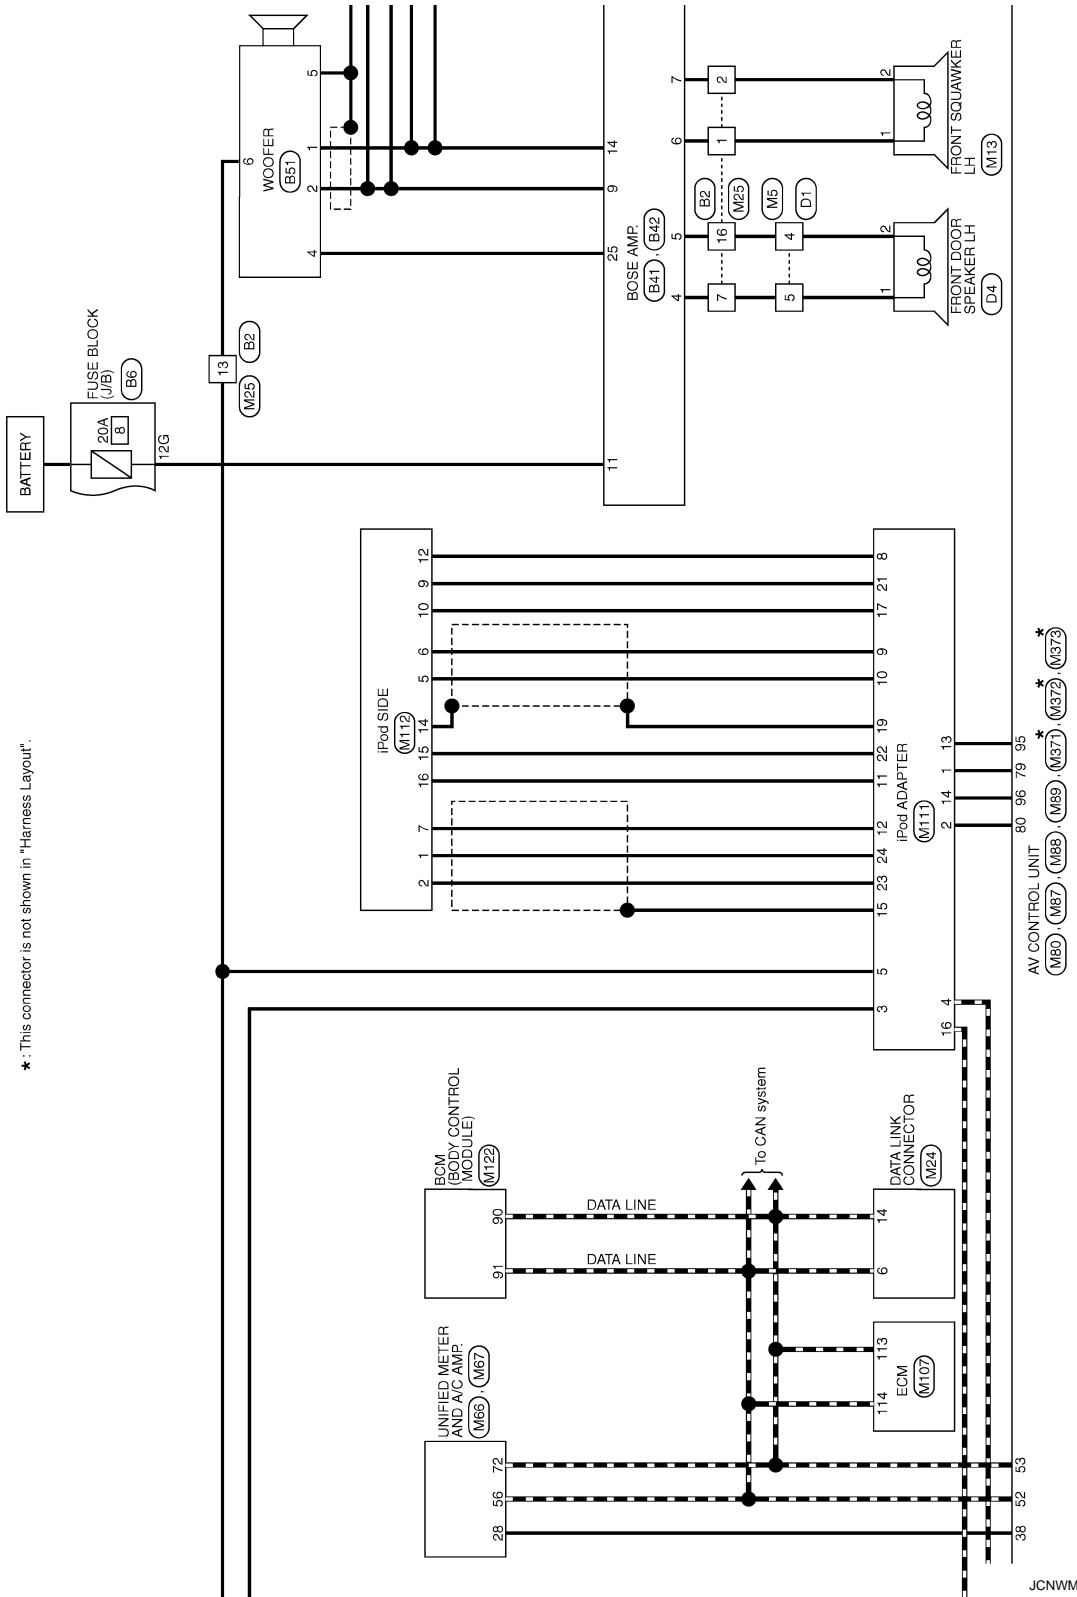 * : This connector is not shown in "Harness Layout".
BATTERY
FUSE BLOCK
(J/B)
B6
20A
8
12G
M25
13
B2
6
WOOFER
B51
4 2 1 5
UNIFIED METER
AND A/C AMP.
M66 , M67
28 56 72
BCM
(BODY CONTROL
MODULE)
M122
91 90
DATA LINE
DATA LINE
To CAN system
iPod SIDE
M112
2 1 7 16 15 14 5 6 10 9 12
11 25 9 14
BOSE AMP.
B41 , B42
4 5 6 7
7 16 1 2
B2
M25
5 4
M5
D1
114 113
ECM
M107
6 14
DATA LINK
CONNECTOR
M24
3 5 15 23 24 12 11 22 19 10 9 17 21 8
iPod ADAPTER
M111
16 4 2 14 1 13
1 2
FRONT DOOR
SPEAKER LH
D4
1 2
FRONT SQUAWKER
LH
M13
38 52 53 80 96 79 95
AV CONTROL UNIT
M80 , M87 , M88 , M89 , M371 * , M372 * , M373 *
JCNWM